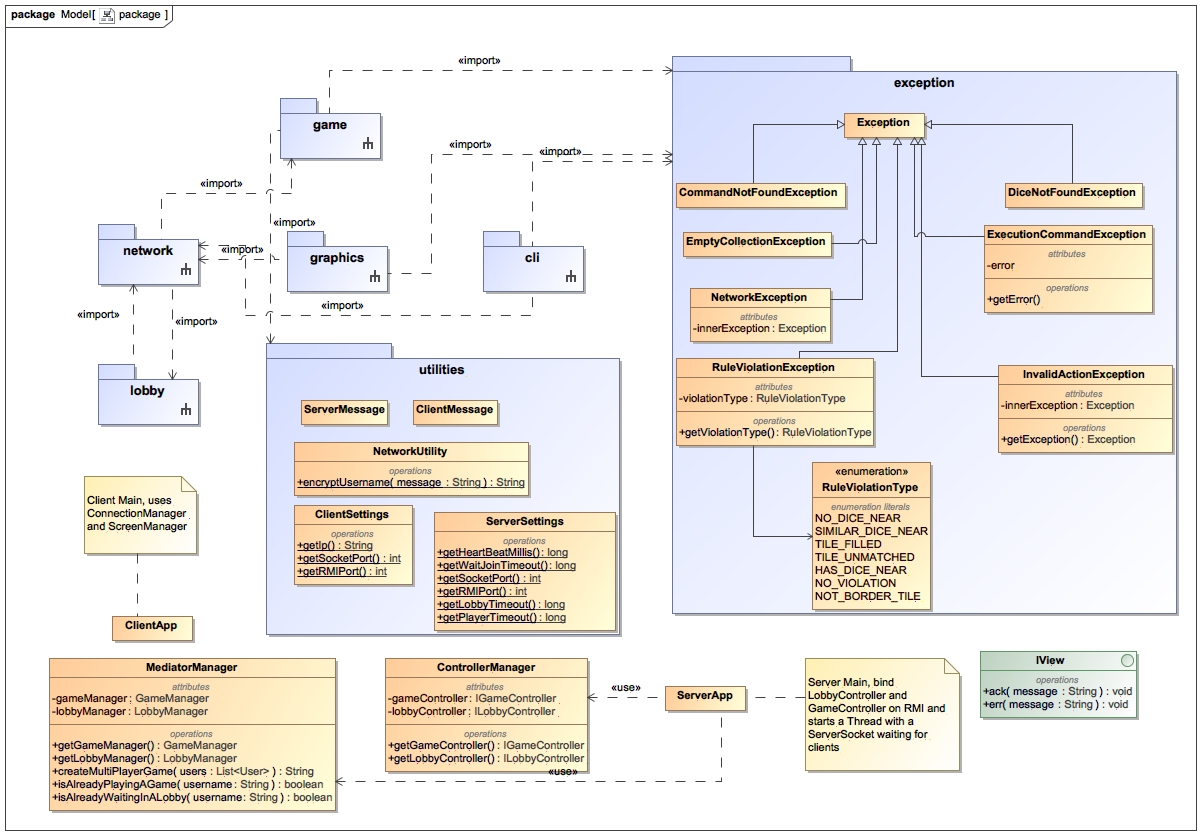 package Model[ package ]
«import»
exception
Exception
game
«import»
«import»
CommandNotFoundException
DiceNotFoundException
«import»
«import»
EmptyCollectionException
ExecutionCommandException
attributes
-error
operations
+getError()
network
«import»
graphics
cli
NetworkException
attributes
-innerException : Exception
«import»
«import»
«import»
RuleViolationException
attributes
-violationType : RuleViolationType
operations
+getViolationType() : RuleViolationType
InvalidActionException
attributes
-innerException : Exception
operations
+getException() : Exception
lobby
utilities
ServerMessage
ClientMessage
NetworkUtility
operations
+encryptUsername( message : String ) : String
ClientSettings
operations
+getIp() : String
+getSocketPort() : int
+getRMIPort() : int
ServerSettings
operations
+getHeartBeatMillis() : long
+getWaitJoinTimeout() : long
+getSocketPort() : int
+getRMIPort() : int
+getLobbyTimeout() : long
+getPlayerTimeout() : long
«enumeration»
RuleViolationType
enumeration literals
NO_DICE_NEAR
SIMILAR_DICE_NEAR
TILE_FILLED
TILE_UNMATCHED
HAS_DICE_NEAR
NO_VIOLATION
NOT_BORDER_TILE
Client Main, uses
ConnectionManager
and ScreenManager
ClientApp
MediatorManager
attributes
-gameManager : GameManager
-lobbyManager : LobbyManager
operations
+getGameManager() : GameManager
+getLobbyManager() : LobbyManager
+createMultiPlayerGame( users : List<User> ) : String
+isAlreadyPlayingAGame( username : String ) : boolean
+isAlreadyWaitingInALobby( username : String ) : boolean
ControllerManager
attributes
-gameController : IGameController
-lobbyController : ILobbyController
operations
+getGameController() : IGameController
+getLobbyController() : ILobbyController
«use»
«use»
ServerApp
Server Main, bind
LobbyController and
GameController on RMI and
starts a Thread with a
ServerSocket waiting for
clients
IView
operations
+ack( message : String ) : void
+err( message : String ) : void